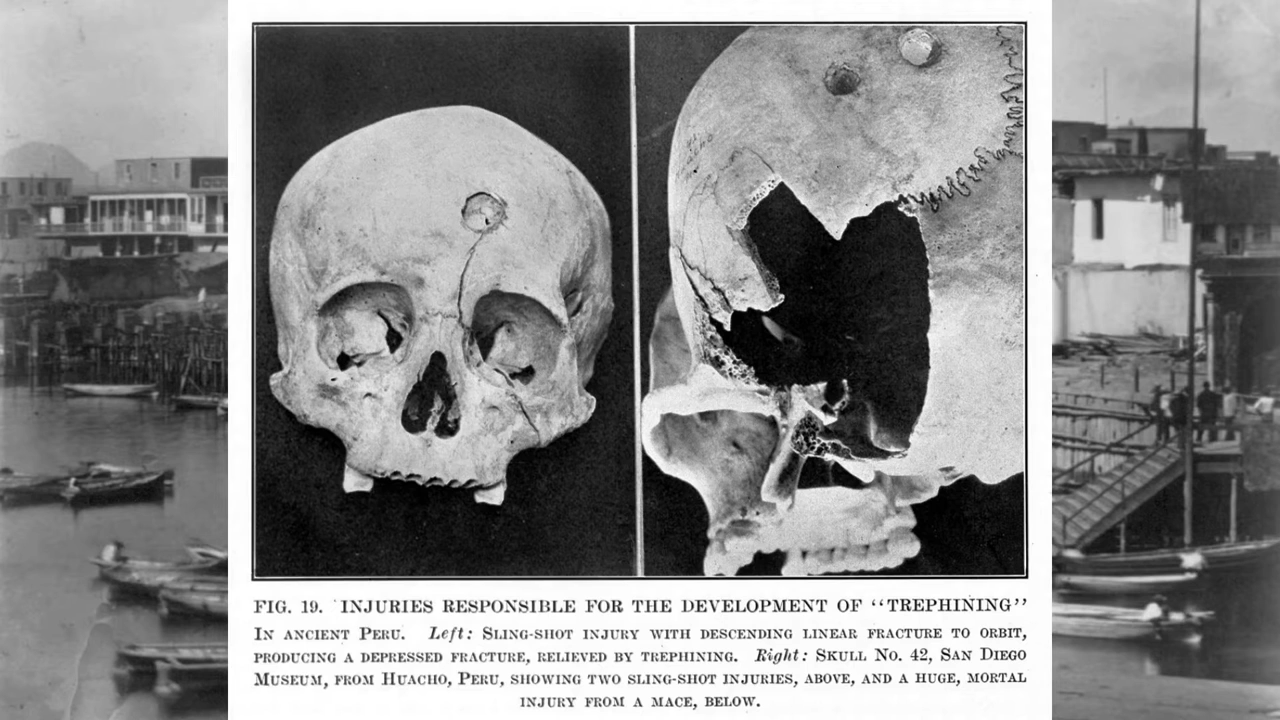 FIG. 19. INJURIES RESPONSIBLE FOR THE DEVELOPMENT OF “TREPHINING”
IN ANCIENT PERU. Left: SLING-SHOT INJURY WITH DESCENDING LINEAR FRACTURE TO ORBIT,
PRODUCING A DEPRESSED FRACTURE, RELIEVED BY TREPHINING. Right: SKULL NO. 42, SAN DIEGO
MUSEUM, FROM HUACHO, PERU, SHOWING TWO SLING-SHOT INJURIES, ABOVE, AND A HUGE, MORTAL
INJURY FROM A MACE, BELOW.